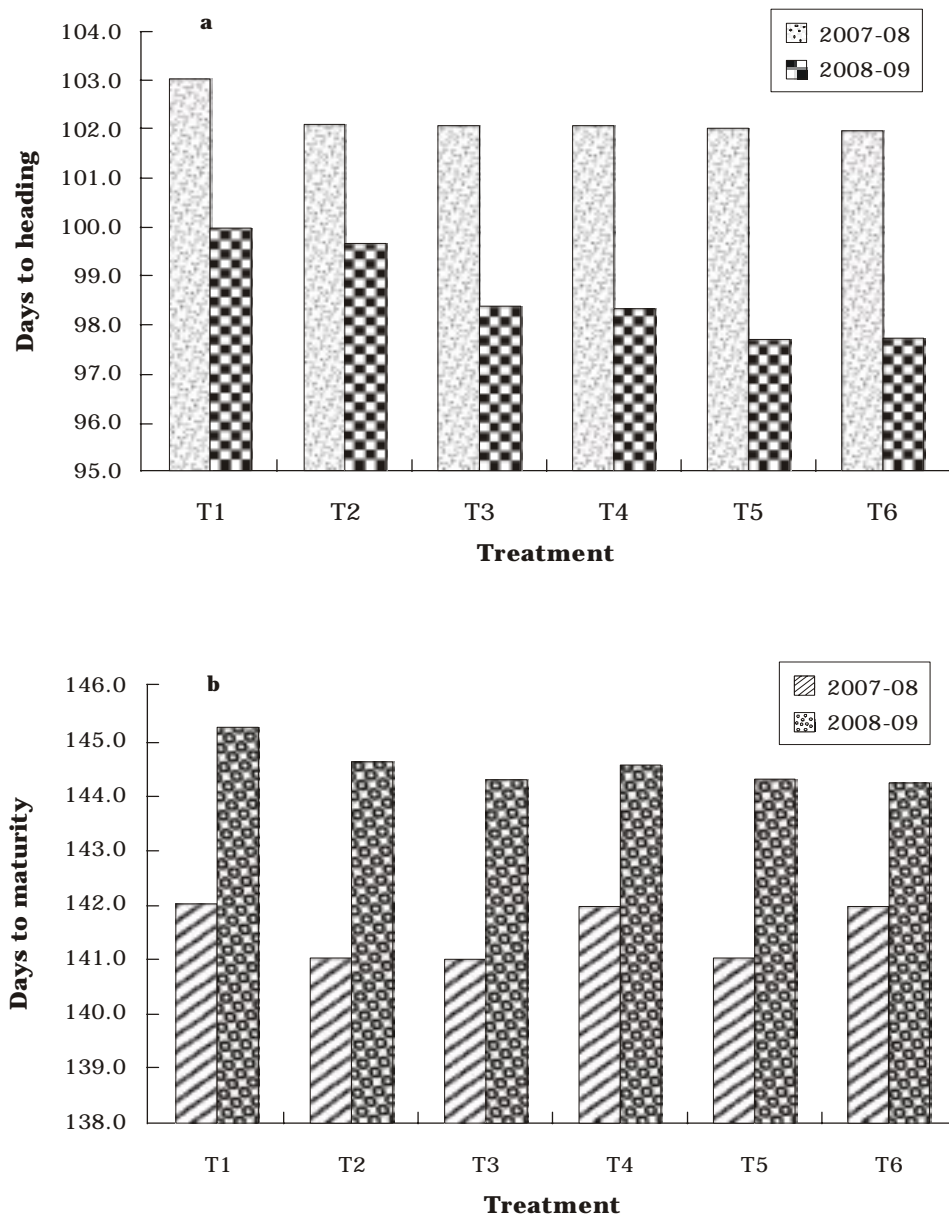 a
104.0
103.0
102.0
101.0
100.0
99.0
98.0
97.0
96.0
95.0
Days to heading
2007-08
2008-09
T1 T2 T3 T4 T5 T6
Treatment
b
146.0
145.0
144.0
143.0
142.0
141.0
140.0
139.0
138.0
Days to maturity
2007-08
2008-09
T1 T2 T3 T4 T5 T6
Treatment